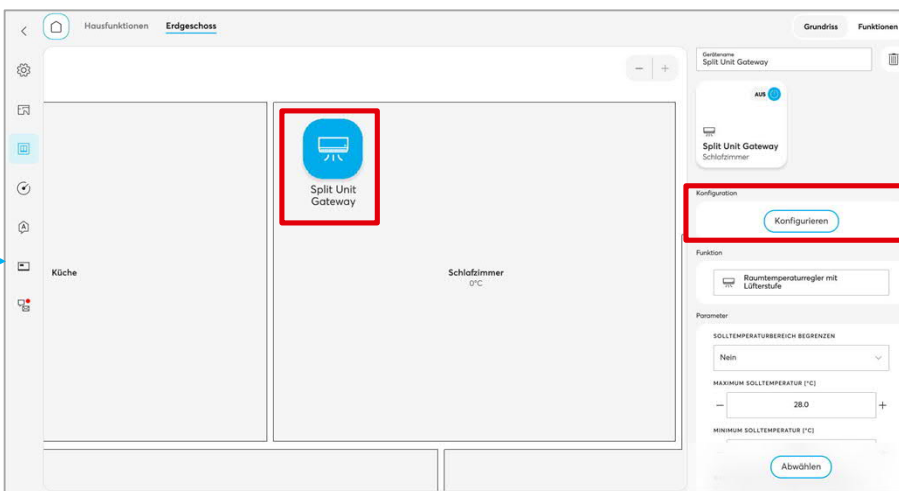 Hausfunktionen Erdgeschoss
Grundriss Funktionen
Gerätename
Split Unit Gateway
AUS
Split Unit Gateway
Schlafzimmer
Konfiguration
Konfigurieren
Funktion
Raumtemperaturregler mit
Lüfterstufe
Parameter
SOLLTEMPERATURBEREICH BEGRENZEN
Nein
MAXIMUM SOLLTEMPERATUR [°C]
− 28.0 +
MINIMUM SOLLTEMPERATUR [°C]
Abwählen
− +
Split Unit
Gateway
Küche
Schlafzimmer
0°C